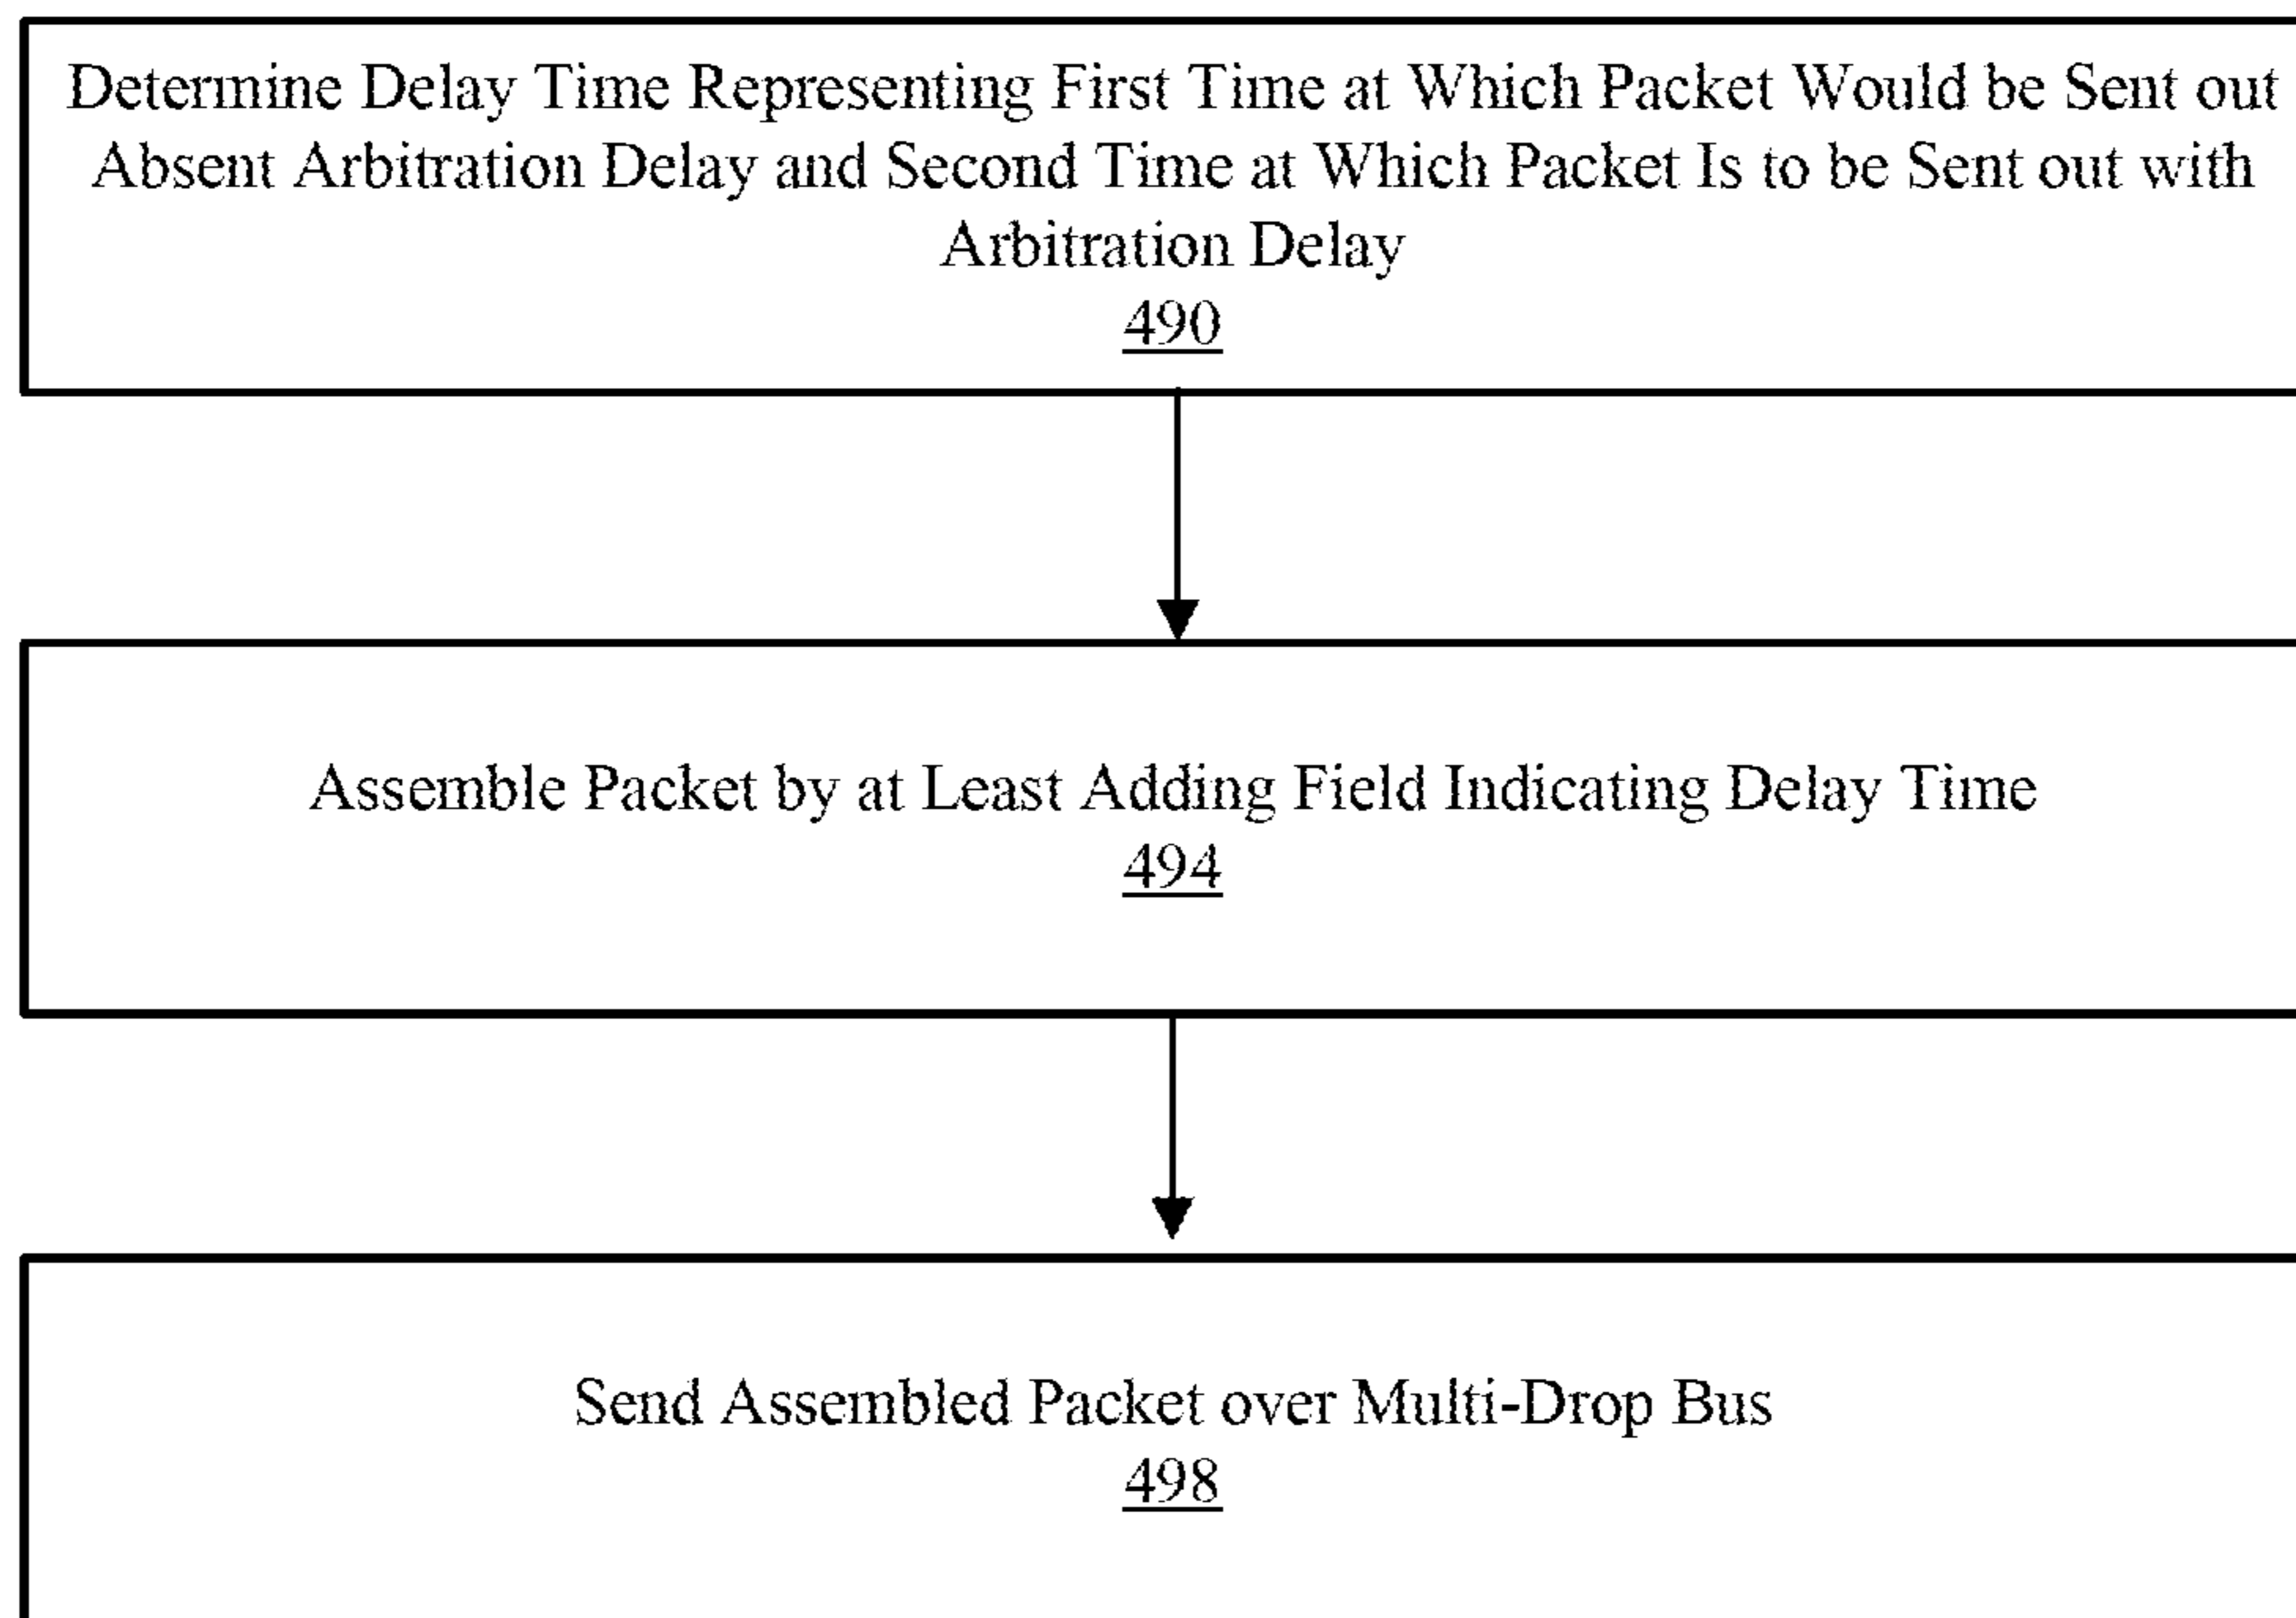 Determine Delay Time Representing First Time at Which Packet Would be Sent out
Absent Arbitration Delay and Second Time at Which Packet Is to be Sent out with
Arbitration Delay
490
Assemble Packet by at Least Adding Field Indicating Delay Time
494
Send Assembled Packet over Multi-Drop Bus
498